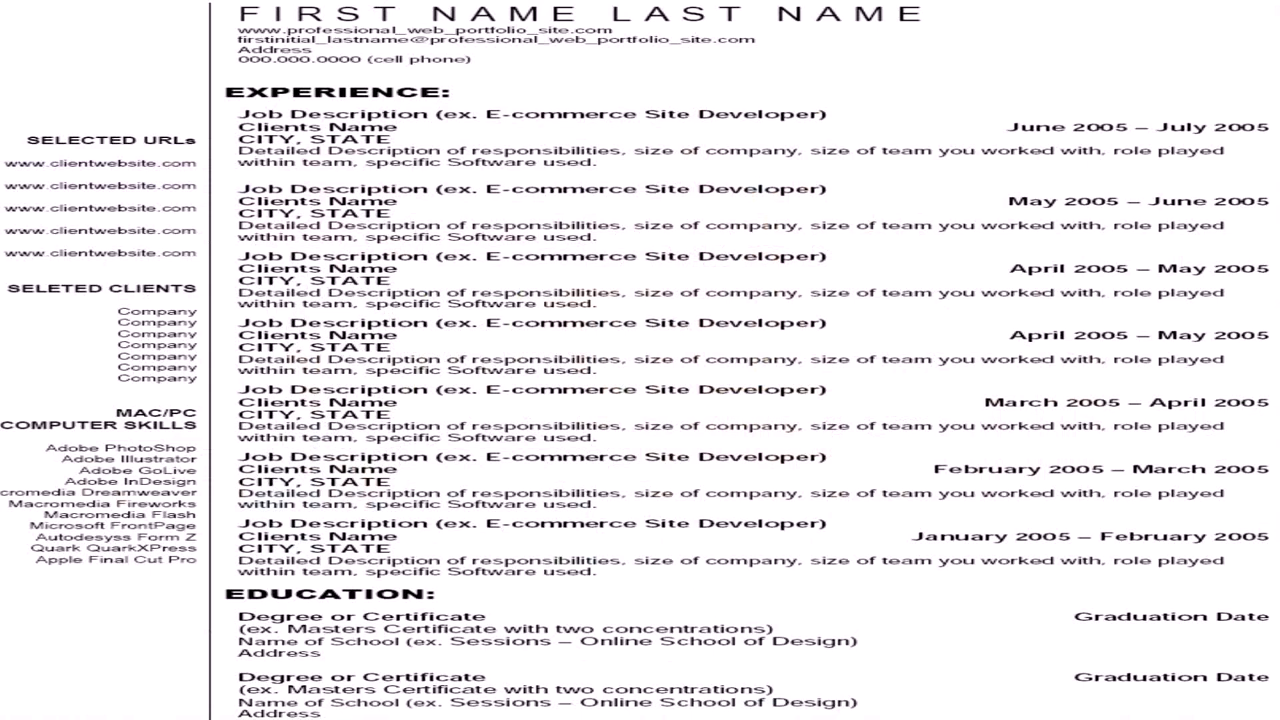 FIRST NAME LAST NAME
www.professional_web_portfolio_site.com
firstinitial_lastname@professional_web_portfolio_site.com
Address
000.000.0000 (cell phone)
SELECTED URLs
www.clientwebsite.com
www.clientwebsite.com
www.clientwebsite.com
www.clientwebsite.com
www.clientwebsite.com
SELETED CLIENTS
Company
Company
Company
Company
Company
Company
Company
MAC/PC
COMPUTER SKILLS
Adobe PhotoShop
Adobe Illustrator
Adobe GoLive
Adobe InDesign
cromedia Dreamweaver
Macromedia Fireworks
Macromedia Flash
Microsoft FrontPage
Autodesyss Form Z
Quark QuarkXPress
Apple Final Cut Pro
EXPERIENCE:
Job Description (ex. E-commerce Site Developer)
Clients Name June 2005 – July 2005
CITY, STATE
Detailed Description of responsibilities, size of company, size of team you worked with, role played
within team, specific Software used.
Job Description (ex. E-commerce Site Developer)
Clients Name May 2005 – June 2005
CITY, STATE
Detailed Description of responsibilities, size of company, size of team you worked with, role played
within team, specific Software used.
Job Description (ex. E-commerce Site Developer)
Clients Name April 2005 – May 2005
CITY, STATE
Detailed Description of responsibilities, size of company, size of team you worked with, role played
within team, specific Software used.
Job Description (ex. E-commerce Site Developer)
Clients Name April 2005 – May 2005
CITY, STATE
Detailed Description of responsibilities, size of company, size of team you worked with, role played
within team, specific Software used.
Job Description (ex. E-commerce Site Developer)
Clients Name March 2005 – April 2005
CITY, STATE
Detailed Description of responsibilities, size of company, size of team you worked with, role played
within team, specific Software used.
Job Description (ex. E-commerce Site Developer)
Clients Name February 2005 – March 2005
CITY, STATE
Detailed Description of responsibilities, size of company, size of team you worked with, role played
within team, specific Software used.
Job Description (ex. E-commerce Site Developer)
Clients Name January 2005 – February 2005
CITY, STATE
Detailed Description of responsibilities, size of company, size of team you worked with, role played
within team, specific Software used.
EDUCATION:
Degree or Certificate Graduation Date
(ex. Masters Certificate with two concentrations)
Name of School (ex. Sessions – Online School of Design)
Address
Degree or Certificate Graduation Date
(ex. Masters Certificate with two concentrations)
Name of School (ex. Sessions – Online School of Design)
Address